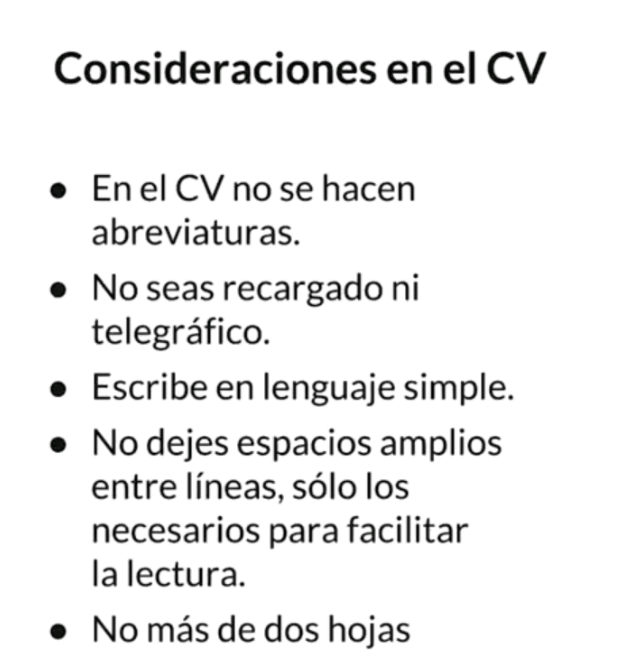 Consideraciones en el CV
● En el CV no se hacen
abreviaturas.
● No seas recargado ni
telegráfico.
● Escribe en lenguaje simple.
● No dejes espacios amplios
entre líneas, sólo los
necesarios para facilitar
la lectura.
● No más de dos hojas